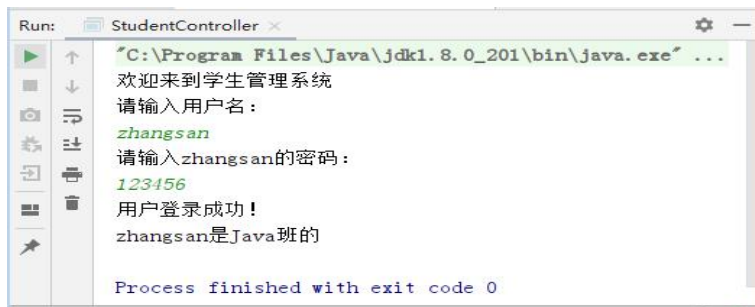 Run: StudentController ×
"C:\Program Files\Java\jdk1.8.0_201\bin\java.exe" ...
欢迎来到学生管理系统
请输入用户名：
zhangsan
请输入zhangsan的密码：
123456
用户登录成功！
zhangsan是Java班的
Process finished with exit code 0